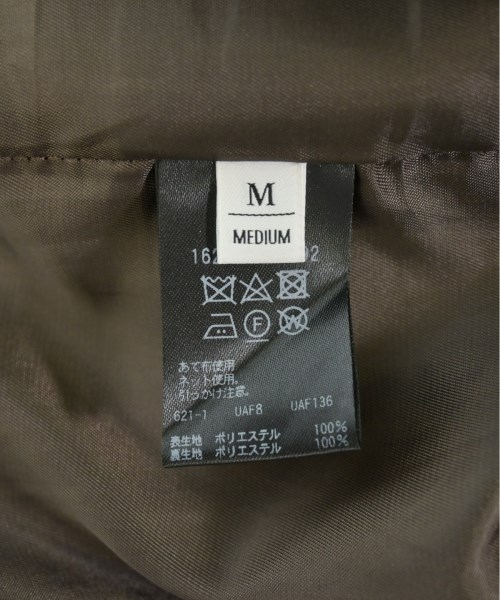 M
MEDIUM
162 02
F W
あて布使用
ネット使用。
引っかけ注意。
621-1 UAF8 UAF136
表生地 ポリエステル 100%
裏生地 ポリエステル 100%